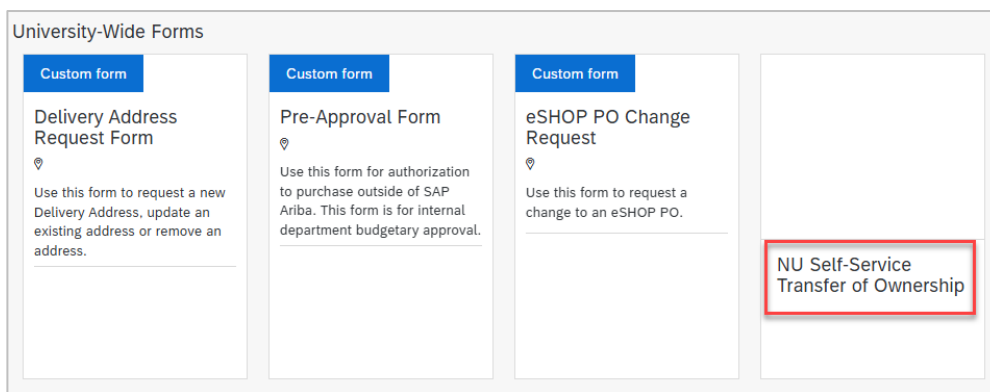 University-Wide Forms
Custom form
Delivery Address
Request Form
Use this form to request a new
Delivery Address, update an
existing address or remove an
address.
Custom form
Pre-Approval Form
Use this form for authorization
to purchase outside of SAP
Ariba. This form is for internal
department budgetary approval.
Custom form
eSHOP PO Change
Request
Use this form to request a
change to an eSHOP PO.
NU Self-Service
Transfer of Ownership